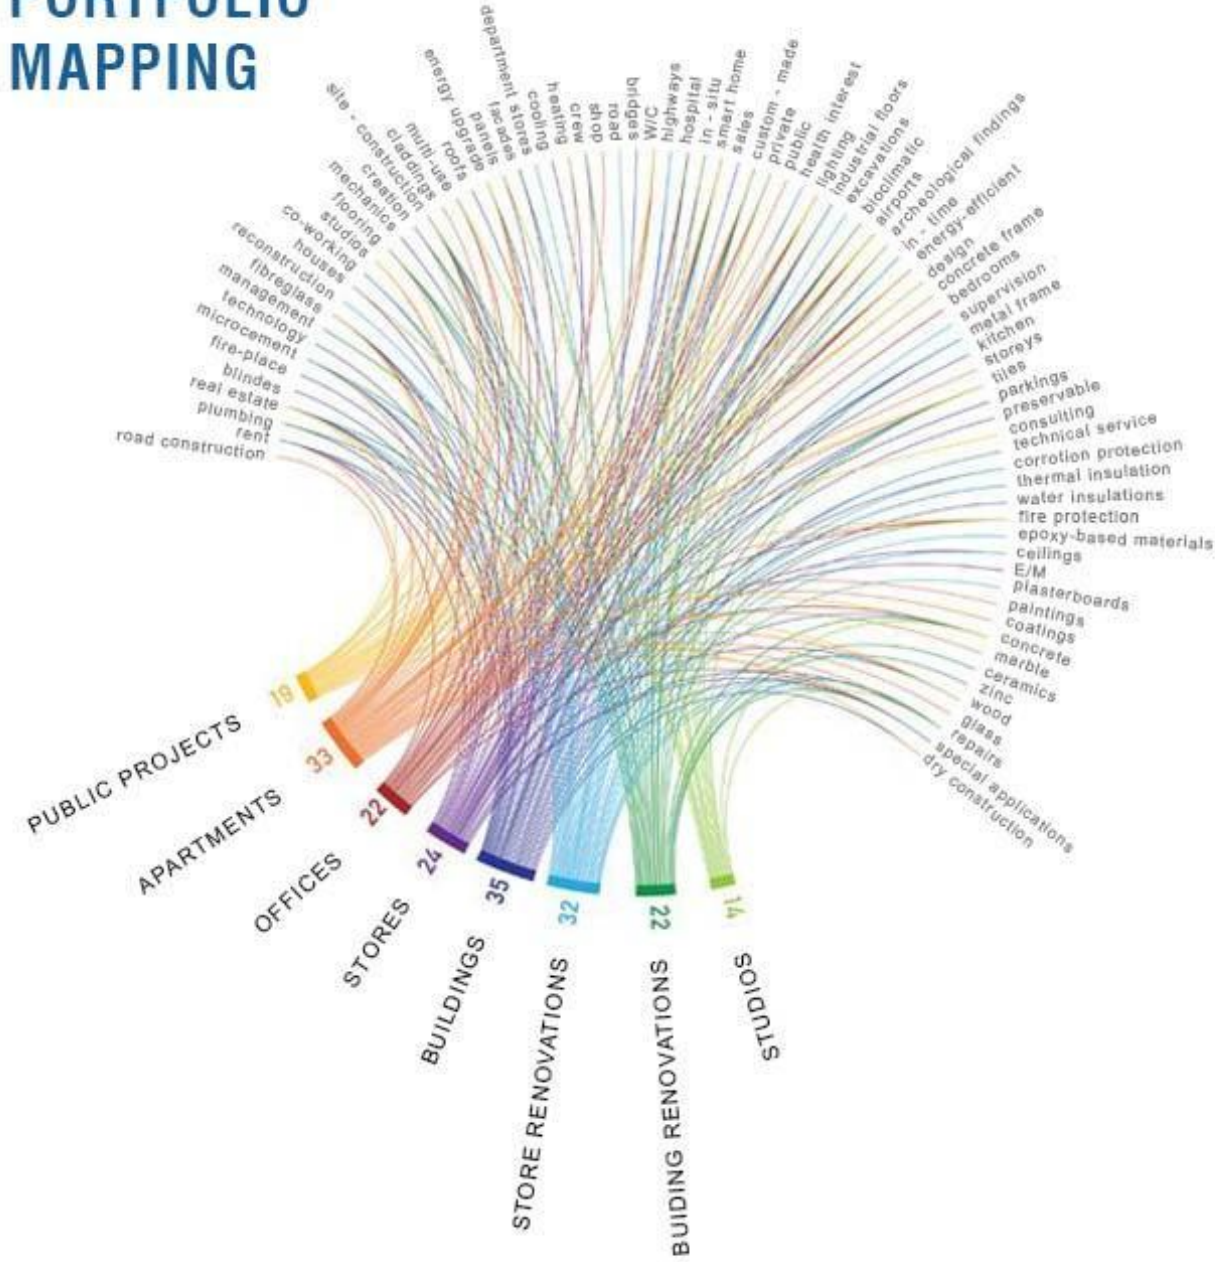 PORTFOLIO
MAPPING
road construction
rent
plumbing
real estate
blindes
fire-place
microcement
technology
management
fibreglass
reconstruction
houses
co-working
studios
flooring
mechanics
creation
site - construction
claddings
multi-use
roofs
energy upgrade
panels
facades
department stores
cooling
heating
crew
shop
road
bridges
W/C
highways
hospital
in - situ
smart home
sales
custom - made
private
public
health interest
lighting
industrial floors
excavations
bioclimatic
airports
archeological findings
in - time
energy-efficient
design
concrete frame
bedrooms
supervision
metal frame
kitchen
storeys
tiles
parkings
preservable
consulting
technical service
corrotion protection
thermal insulation
water insulations
fire protection
epoxy-based materials
ceilings
E/M
plasterboards
paintings
coatings
concrete
marble
ceramics
zinc
wood
glass
repairs
special applications
dry construction
19
PUBLIC PROJECTS
33
APARTMENTS
22
OFFICES
24
STORES
35
BUILDINGS
32
STORE RENOVATIONS
22
BUIDING RENOVATIONS
14
STUDIOS